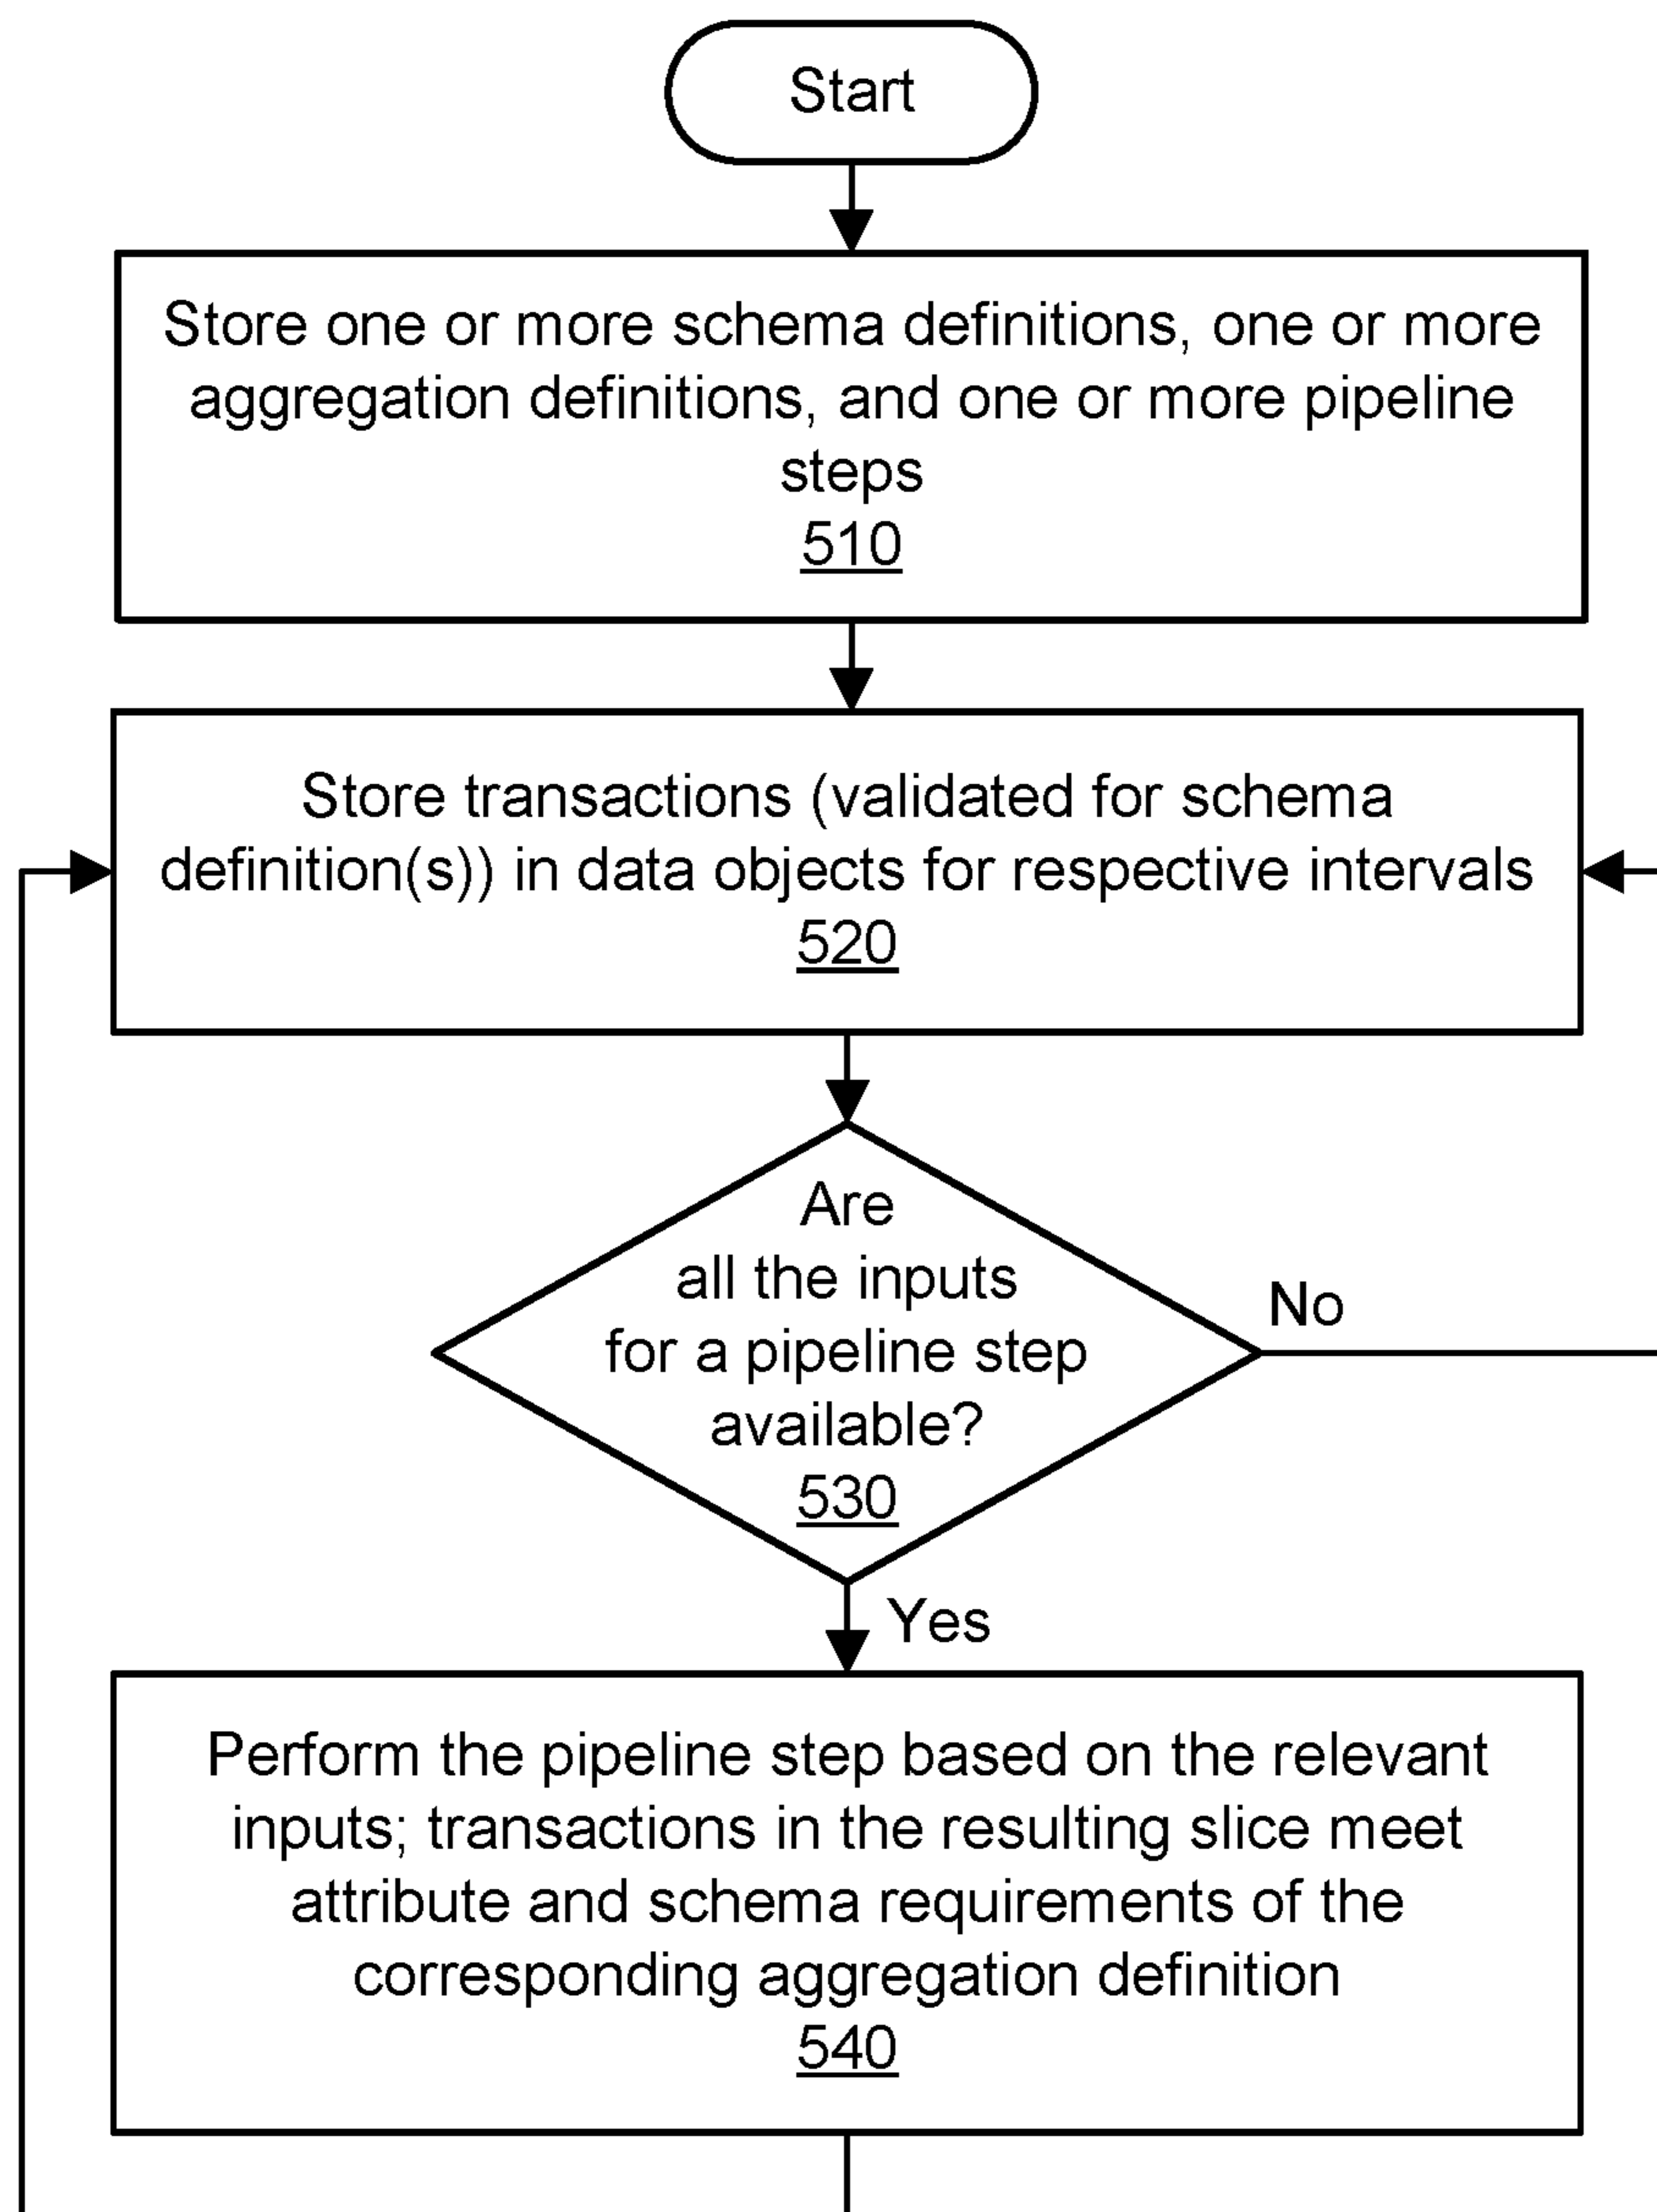 Start
Store one or more schema definitions, one or more
aggregation definitions, and one or more pipeline
steps
510
Store transactions (validated for schema
definition(s)) in data objects for respective intervals
520
Are
all the inputs
for a pipeline step
available?
530
No
Yes
Perform the pipeline step based on the relevant
inputs; transactions in the resulting slice meet
attribute and schema requirements of the
corresponding aggregation definition
540